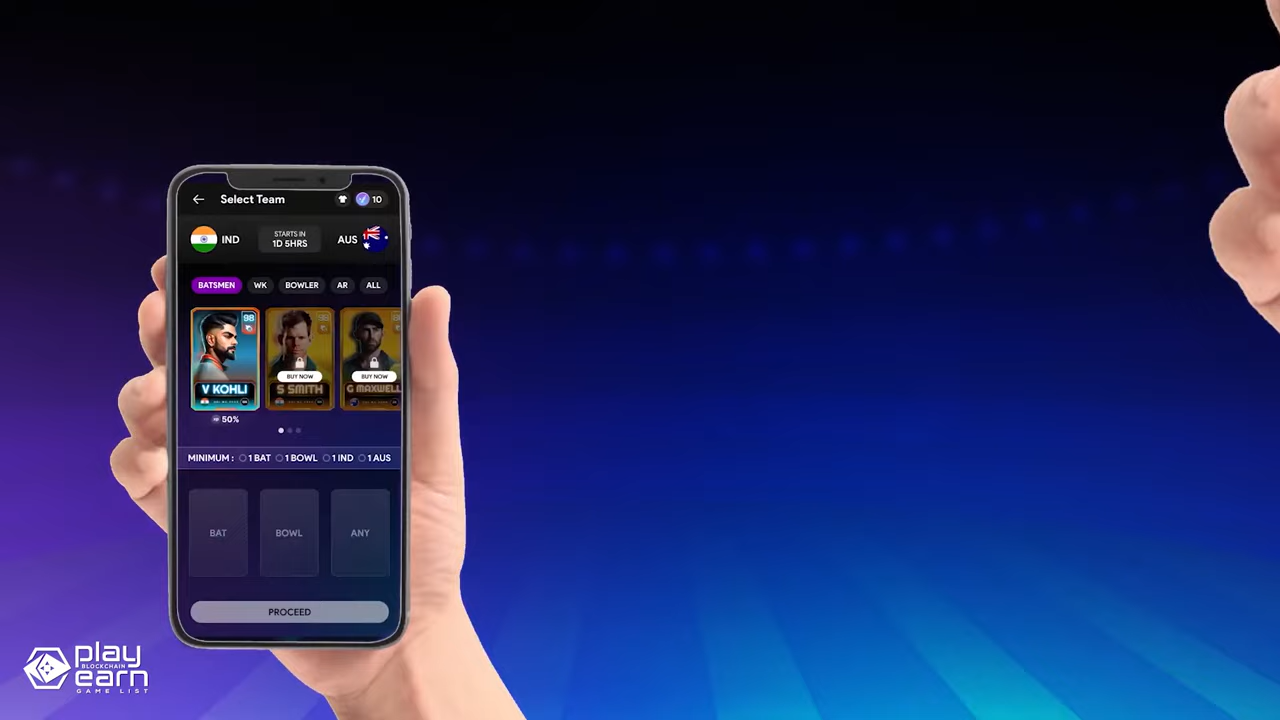 Select Team
10
IND
STARTS IN
1D 5HRS
AUS
BATSMEN
WK
BOWLER
AR
ALL
98
BUY NOW
BUY NOW
V KOHLI
S SMITH
G MAXWELL
50%
MINIMUM : 1 BAT 1 BOWL 1 IND 1 AUS
BAT
BOWL
ANY
PROCEED
play
BLOCKCHAIN
earn
GAME LIST